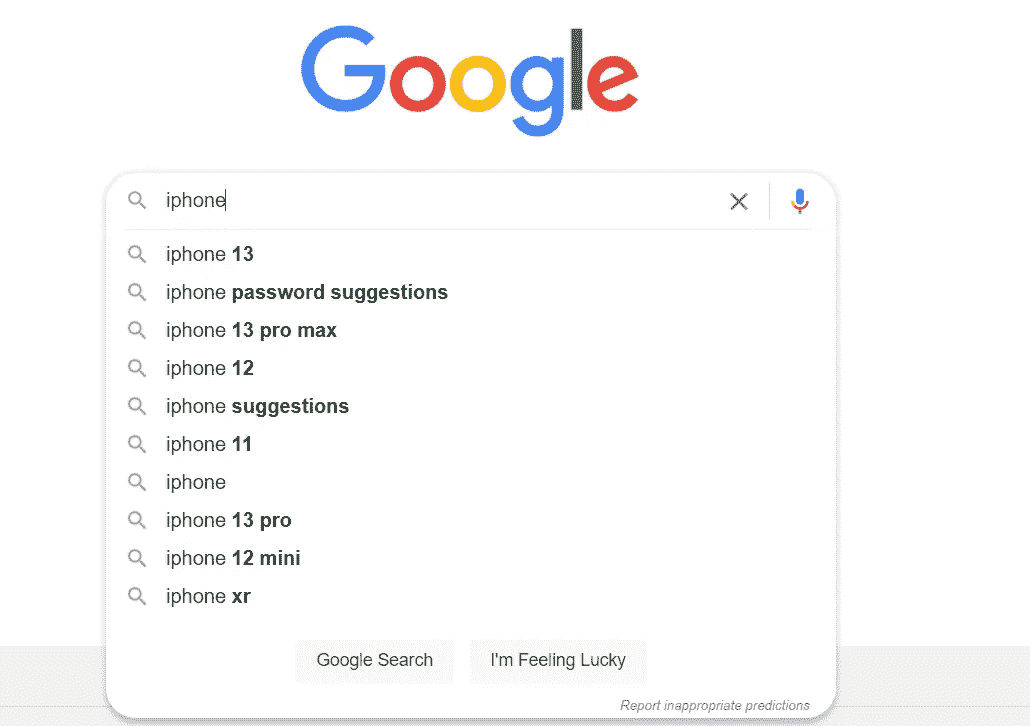 Google
iphone
iphone 13
iphone password suggestions
iphone 13 pro max
iphone 12
iphone suggestions
iphone 11
iphone
iphone 13 pro
iphone 12 mini
iphone xr
Google Search I'm Feeling Lucky
Report inappropriate predictions